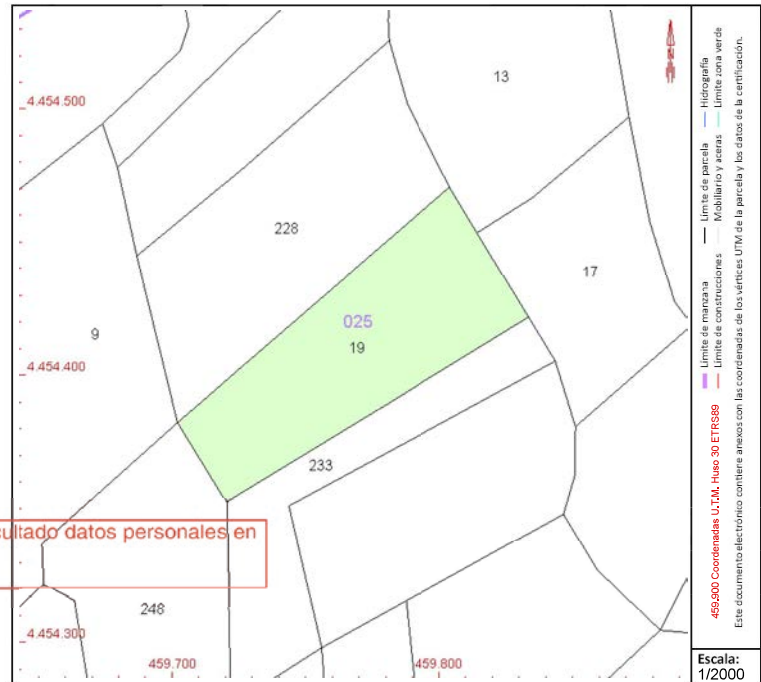 4.454.500
13
228
17
025
9
19
4.454.400
233
cultado datos personales en
248
4.454.300
459.700
459.800
Límite de manzana
Límite de parcela
Hidrografía
Límite de construcciones
Mobiliario y aceras
Límite zona verde
459,900 Coordenadas U.T.M. Huso 30 ETRS89
Este documento electrónico contiene anexos con las coordenadas de los vértices UTM de la parcela y los datos de la certificación.
Escala:
1/2000